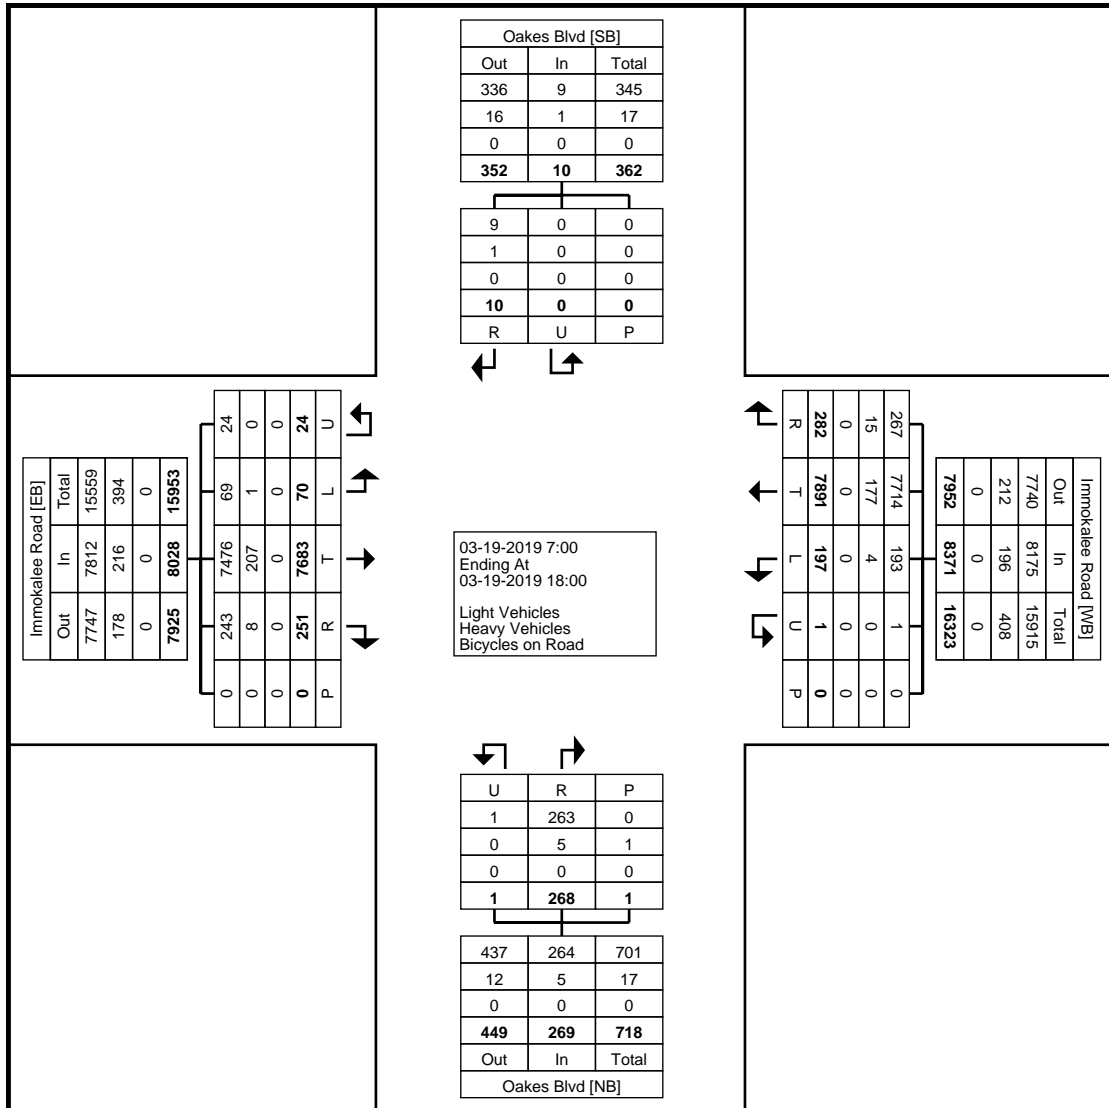 Oakes Blvd [SB]
Out In Total
336 9 345
16 1 17
0 0 0
352 10 362
9 0 0
1 0 0
0 0 0
10 0 0
R U P
Immokalee Road [EB]
Total In Out
15559 7812 7747
394 216 178
0 0 0
15953 8028 7925
24 69 7476 243 0
0 1 207 8 0
0 0 0 0 0
24 70 7683 251 0
U L T R P
03-19-2019 7:00
Ending At
03-19-2019 18:00
Light Vehicles
Heavy Vehicles
Bicycles on Road
Immokalee Road [WB]
Out In Total
7740 8175 15915
212 196 408
0 0 0
7952 8371 16323
267 7714 193 1 0
15 177 4 0 0
0 0 0 0 0
282 7891 197 1 0
R T L U P
U R P
1 263 0
0 5 1
0 0 0
1 268 1
437 264 701
12 5 17
0 0 0
449 269 718
Out In Total
Oakes Blvd [NB]